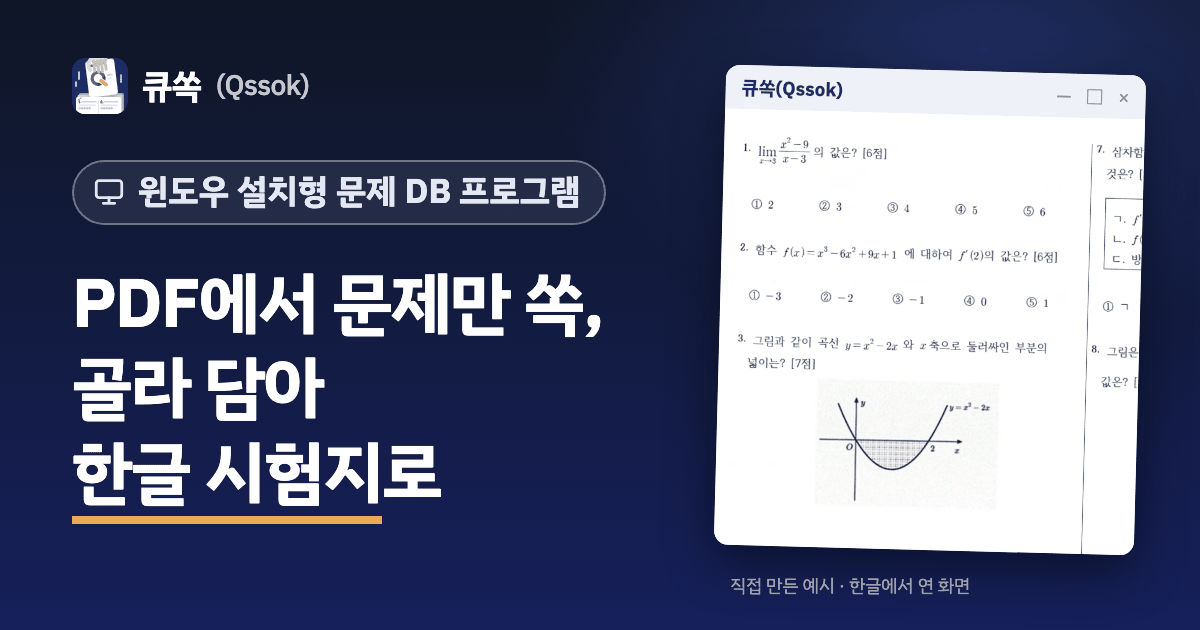 큐쏙 (Qssok)
윈도우 설치형 문제 DB 프로그램
PDF에서 문제만 쏙,
골라 담아
한글 시험지로
큐쏙(Qssok)
1. lim x→3 (x²−9)/(x−3) 의 값은? [6점]
① 2 ② 3 ③ 4 ④ 5 ⑤ 6
2. 함수 f(x)=x³−6x²+9x+1 에 대하여 f′(2)의 값은? [6점]
① −3 ② −2 ③ −1 ④ 0 ⑤ 1
3. 그림과 같이 곡선 y=x²−2x 와 x축으로 둘러싸인 부분의
넓이는? [7점]
y
y=x²−2x
O 2 x
7. 삼차함
것은? [
ㄱ. f′
ㄴ. f(
ㄷ. 방
① ㄱ
8. 그림은
값은? [
직접 만든 예시 · 한글에서 연 화면